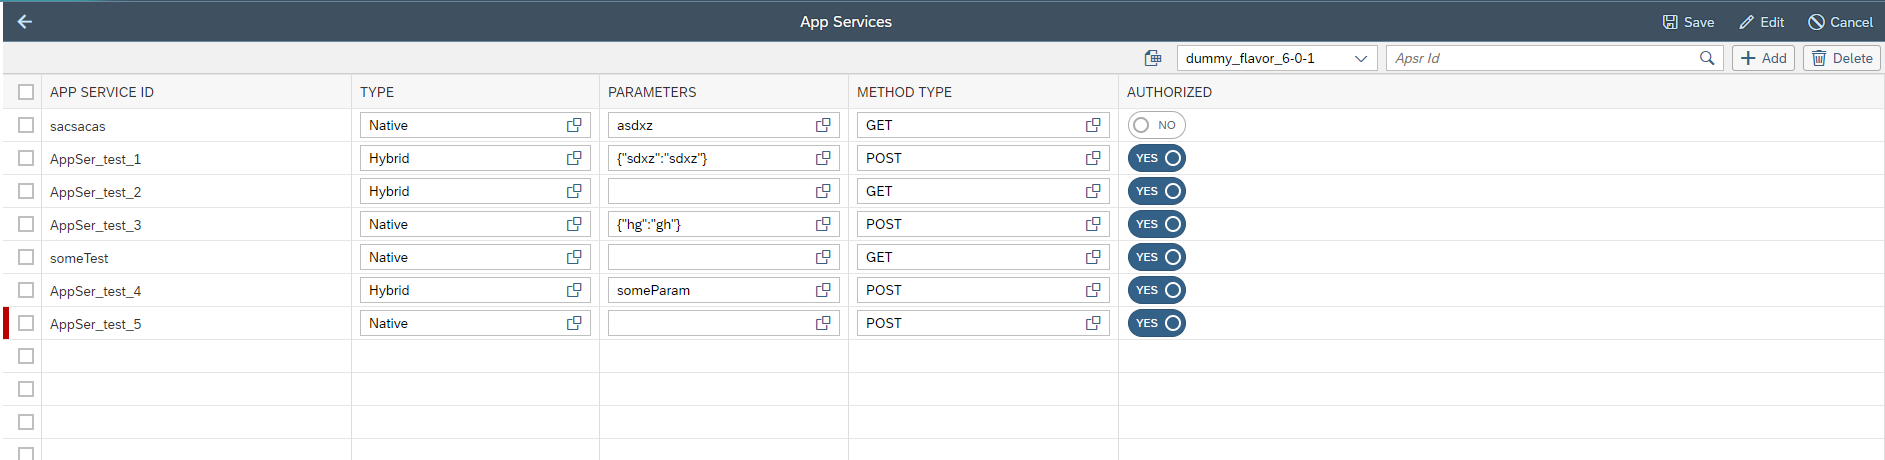 App Services Save Edit Cancel
dummy_flavor_6-0-1 Apsr Id Add Delete
APP SERVICE ID TYPE PARAMETERS METHOD TYPE AUTHORIZED
sacsacas Native asdxz GET NO
AppSer_test_1 Hybrid {"sdxz":"sdxz"} POST YES
AppSer_test_2 Hybrid GET YES
AppSer_test_3 Native {"hg":"gh"} POST YES
someTest Native GET YES
AppSer_test_4 Hybrid someParam POST YES
AppSer_test_5 Native POST YES